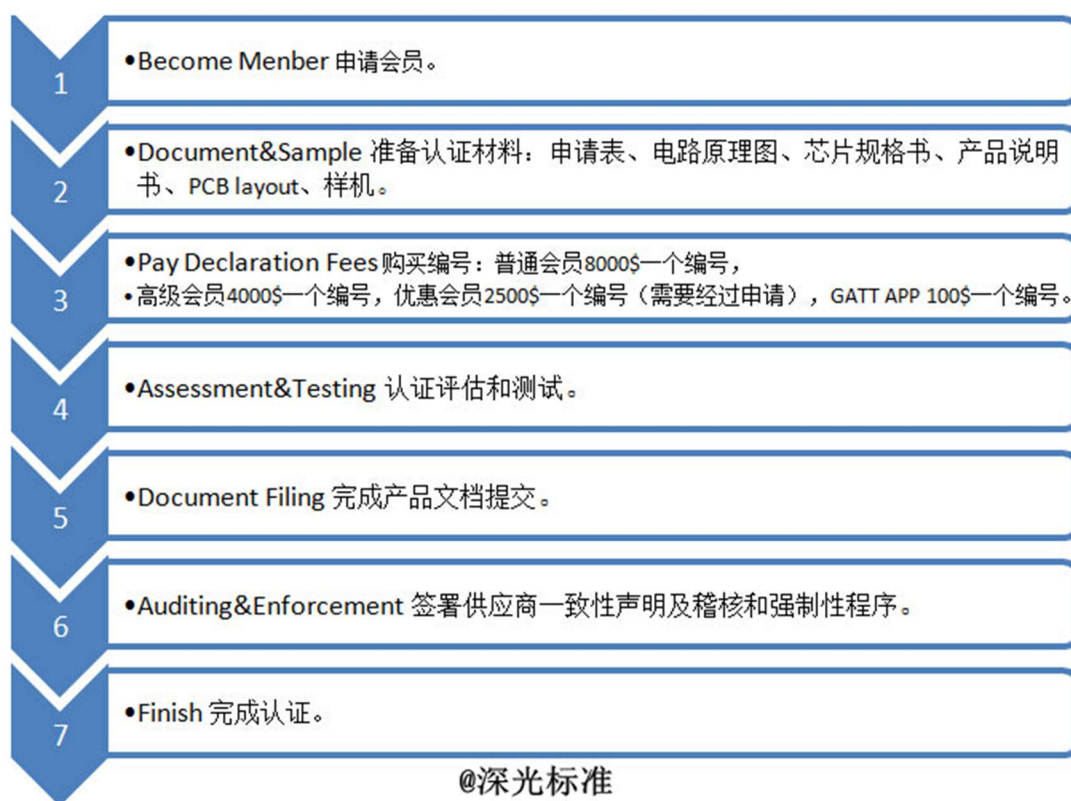 1
•Become Menber 申请会员。
2
•Document&Sample 准备认证材料：申请表、电路原理图、芯片规格书、产品说明
书、PCB layout、样机。
3
•Pay Declaration Fees 购买编号：普通会员8000$一个编号，
•高级会员4000$一个编号，优惠会员2500$一个编号（需要经过申请），GATT APP 100$一个编号。
4
•Assessment&Testing 认证评估和测试。
5
•Document Filing 完成产品文档提交。
6
•Auditing&Enforcement 签署供应商一致性声明及稽核和强制性程序。
7
•Finish 完成认证。
@深光标准